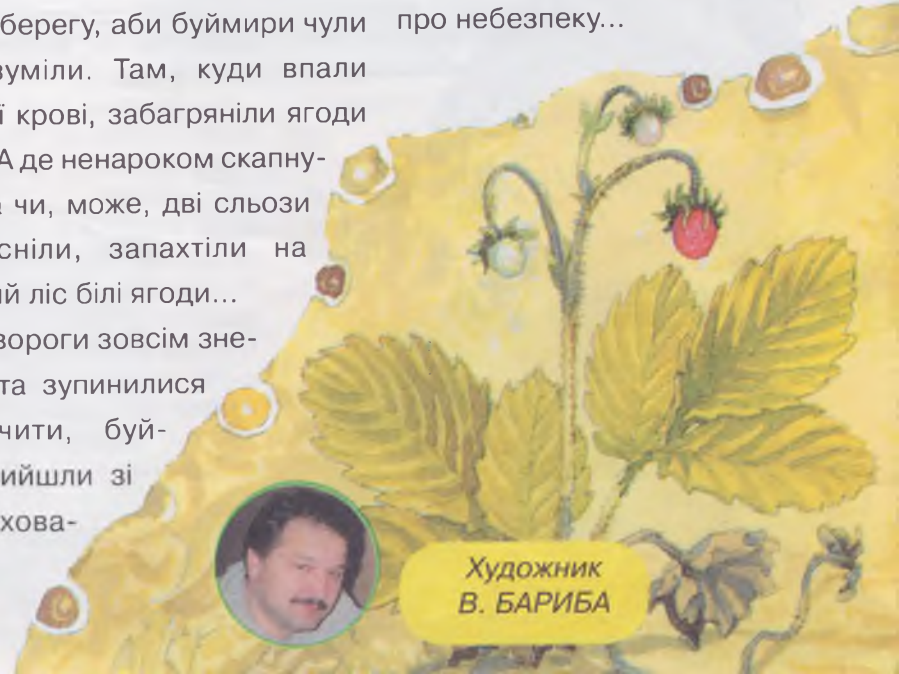 берегу, аби буймири чули
зуміли. Там, куди впали
ї крові, забагряніли ягоди
А де ненароком скапну-
чи, може, дві сльози
сніли, запахтіли на
ий ліс білі ягоди...
вороги зовсім зне-
та зупинилися
чити, буй-
ийшли зі
хова-
про небезпеку...
Художник
В. БАРИБА